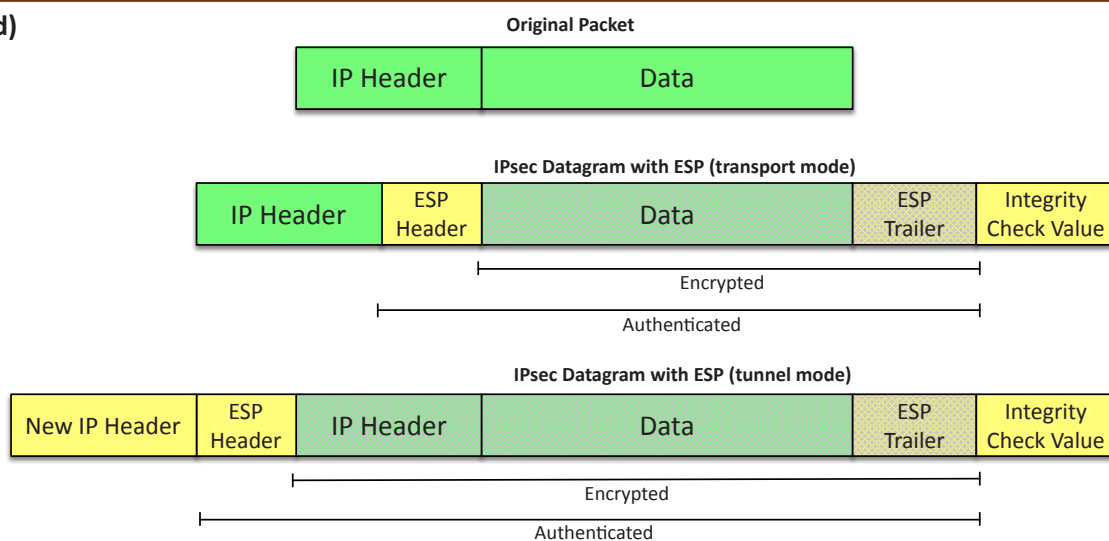 d)
Original Packet
IP Header
Data
IPsec Datagram with ESP (transport mode)
IP Header
ESP
Header
Data
ESP
Trailer
Integrity
Check Value
Encrypted
Authenticated
IPsec Datagram with ESP (tunnel mode)
New IP Header
ESP
Header
IP Header
Data
ESP
Trailer
Integrity
Check Value
Encrypted
Authenticated